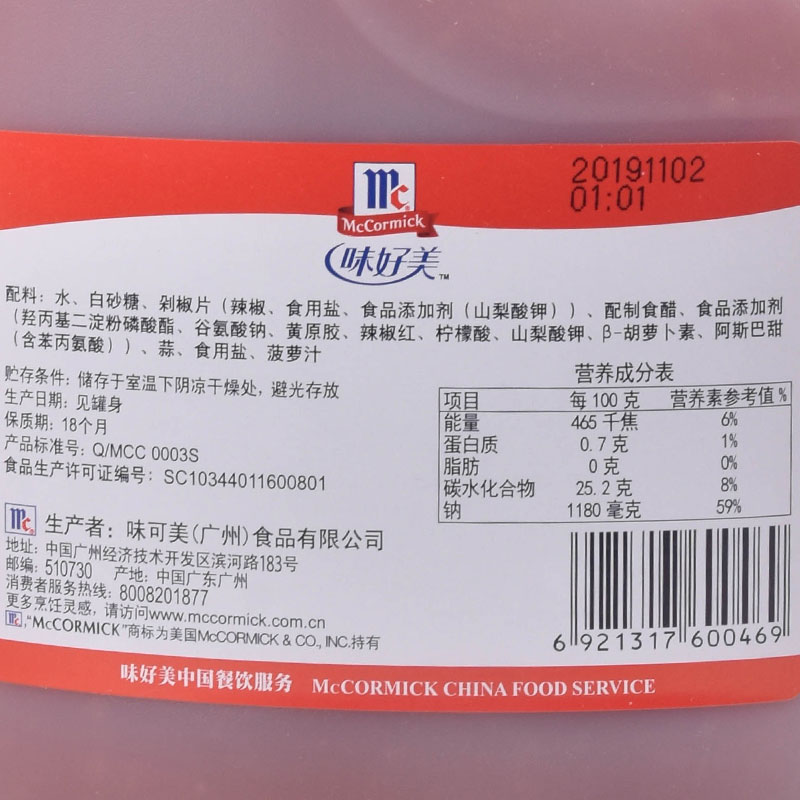 20191102
01:01
Mc
McCormick
味好美™
配料：水、白砂糖、剁椒片（辣椒、食用盐、食品添加剂（山梨酸钾））、配制食醋、食品添加剂
（羟丙基二淀粉磷酸酯、谷氨酸钠、黄原胶、辣椒红、柠檬酸、山梨酸钾、β-胡萝卜素、阿斯巴甜
（含苯丙氨酸））、蒜、食用盐、菠萝汁
贮存条件：储存于室温下阴凉干燥处，避光存放
生产日期：见罐身
保质期：18个月
产品标准号：Q/MCC 0003S
食品生产许可证编号：SC10344011600801
营养成分表
项目 每 100 克 营养素参考值 %
能量 465 千焦 6%
蛋白质 0.7 克 1%
脂肪 0 克 0%
碳水化合物 25.2 克 8%
钠 1180 毫克 59%
Mc 生产者：味可美(广州)食品有限公司
地址：中国广州经济技术开发区滨河路183号
邮编：510730 产地：中国广东广州
消费者服务热线：8008201877
更多烹饪灵感，请访问www.mccormick.com.cn
Mc,"McCORMICK"商标为美国McCORMICK & CO., INC.持有
6 921317 600469
味好美中国餐饮服务 McCORMICK CHINA FOOD SERVICE